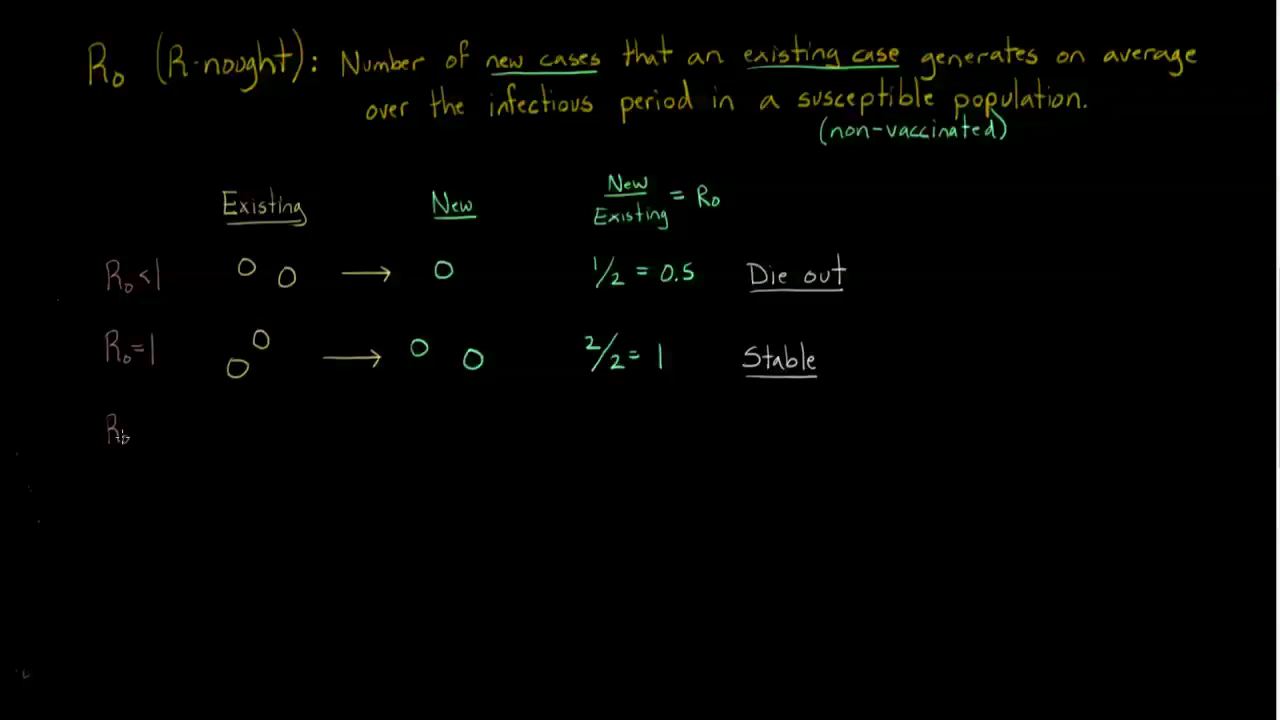 R₀ (R-nought): Number of new cases that an existing case generates on average
over the infectious period in a susceptible population.
(non-vaccinated)
Existing New New/Existing = R₀
R₀<1 → 1/2 = 0.5 Die out
R₀=1 → 2/2 = 1 Stable
R₀